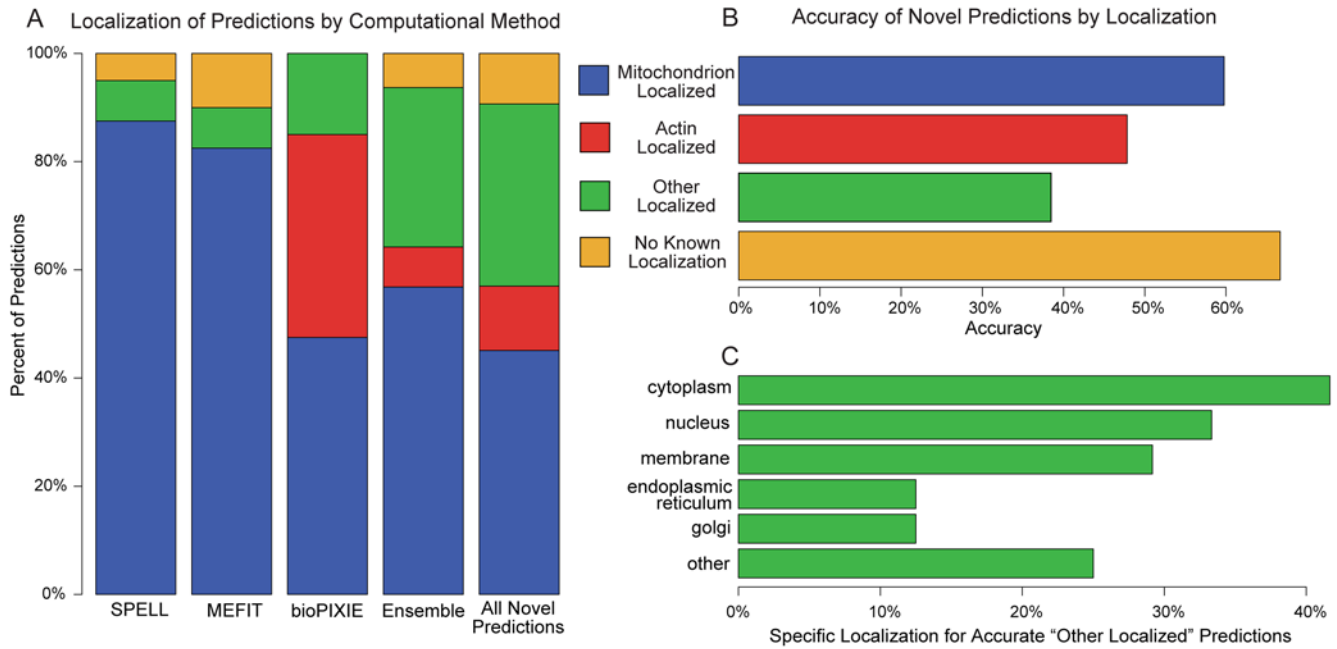 A
Localization of Predictions by Computational Method
100%
80%
60%
40%
20%
0%
Percent of Predictions
SPELL
MEFIT
bioPIXIE
Ensemble
All Novel
Predictions
Mitochondrion
Localized
Actin
Localized
Other
Localized
No Known
Localization
B
Accuracy of Novel Predictions by Localization
0%
10%
20%
30%
40%
50%
60%
Accuracy
C
cytoplasm
nucleus
membrane
endoplasmic
reticulum
golgi
other
0%
10%
20%
30%
40%
Specific Localization for Accurate “Other Localized” Predictions